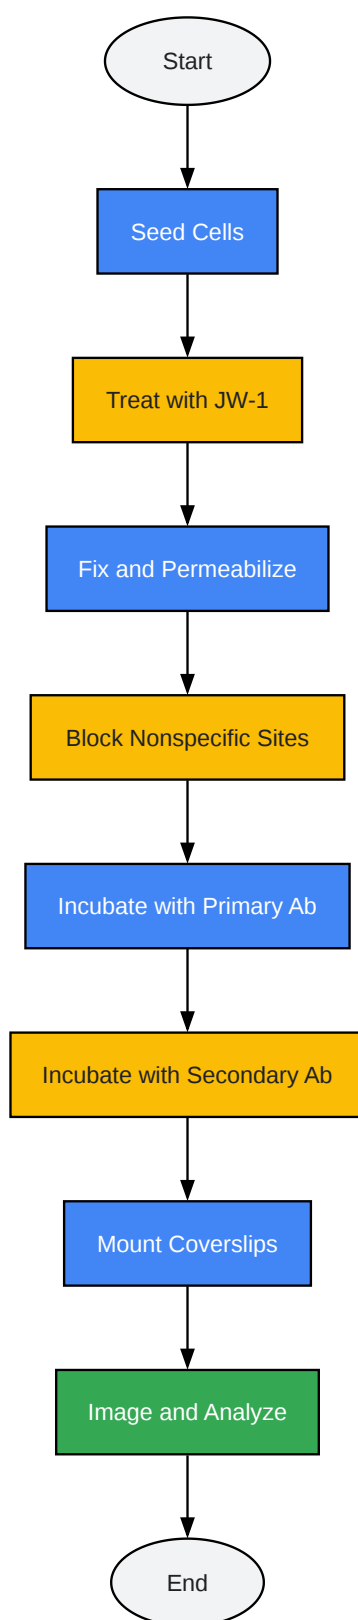 Start
Seed Cells
Treat with JW-1
Fix and Permeabilize
Block Nonspecific Sites
Incubate with Primary Ab
Incubate with Secondary Ab
Mount Coverslips
Image and Analyze
End